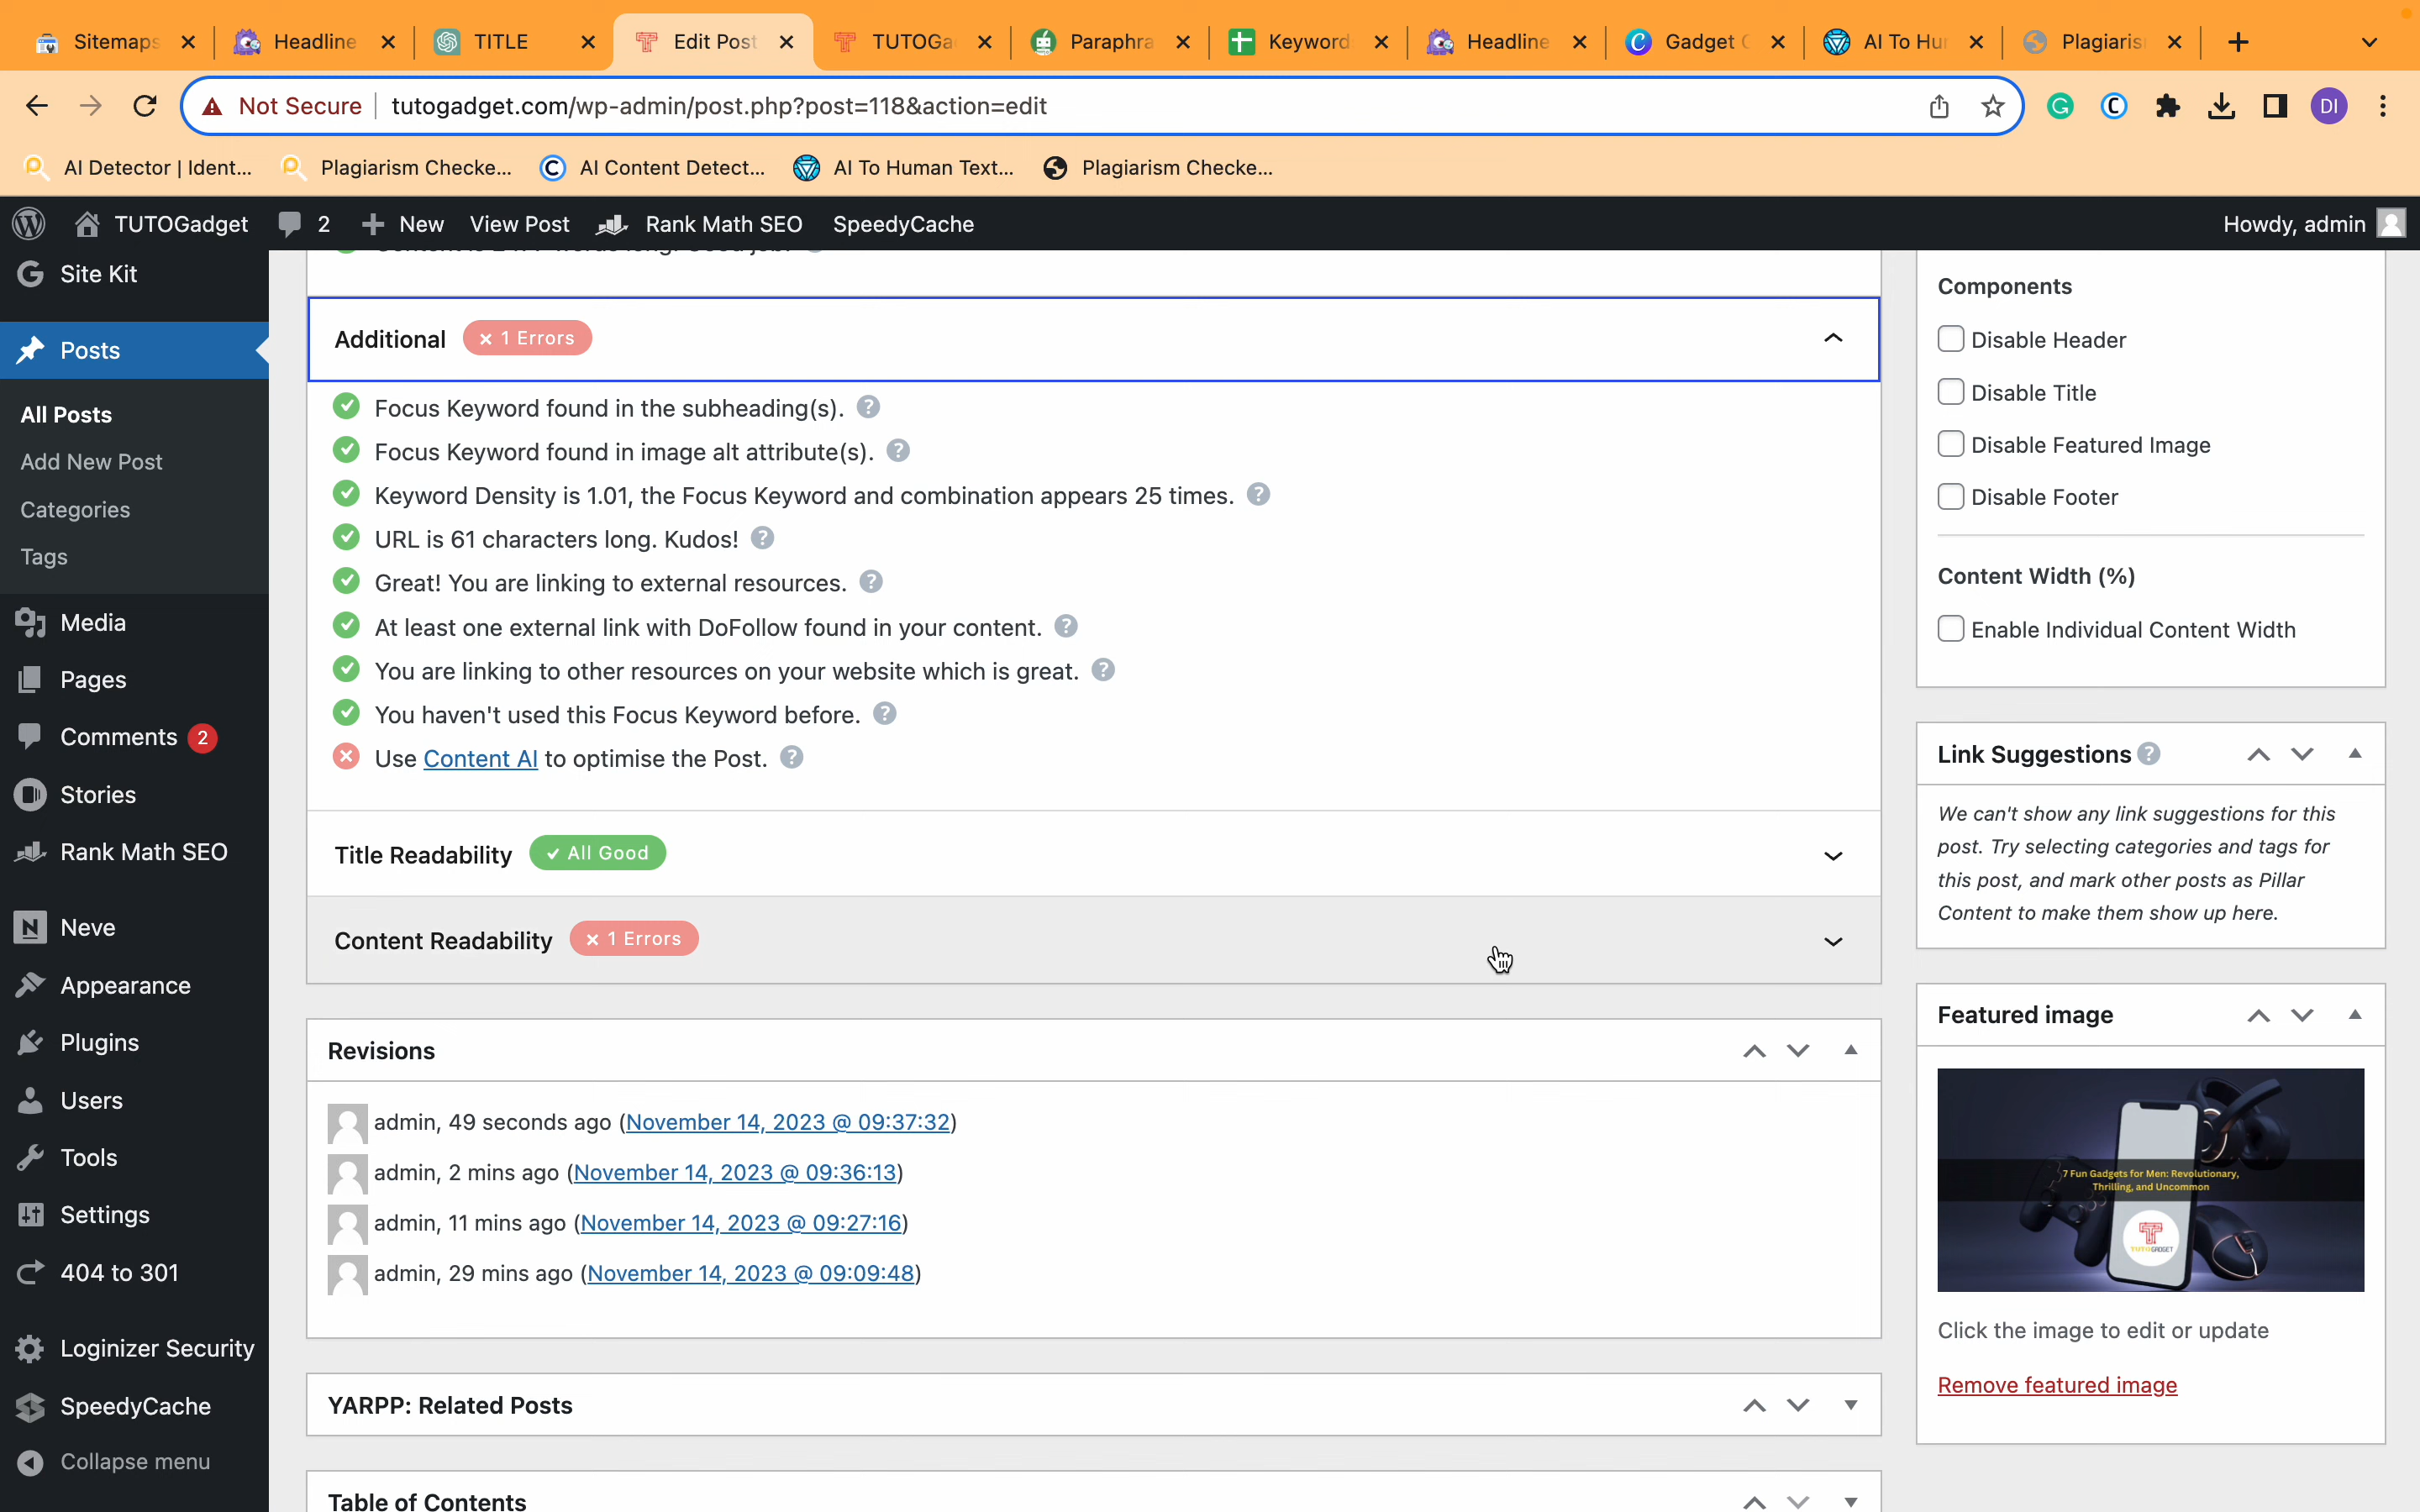 Sitemaps
Headline
TITLE
Edit Post
TUTOGa
Paraphra
Keyword
Headline
Gadget C
AI To Hu
Plagiaris
Not Secure
tutogadget.com/wp-admin/post.php?post=118&action=edit
DI
AI Detector | Ident...
Plagiarism Checke...
AI Content Detect...
AI To Human Text...
Plagiarism Checke...
TUTOGadget
2
New
View Post
Rank Math SEO
SpeedyCache
Howdy, admin
Site Kit
Posts
All Posts
Add New Post
Categories
Tags
Media
Pages
Comments 2
Stories
Rank Math SEO
Neve
Appearance
Plugins
Users
Tools
Settings
404 to 301
Loginizer Security
SpeedyCache
Collapse menu
Additional × 1 Errors
Focus Keyword found in the subheading(s).
Focus Keyword found in image alt attribute(s).
Keyword Density is 1.01, the Focus Keyword and combination appears 25 times.
URL is 61 characters long. Kudos!
Great! You are linking to external resources.
At least one external link with DoFollow found in your content.
You are linking to other resources on your website which is great.
You haven't used this Focus Keyword before.
Use Content AI to optimise the Post.
Title Readability ✓ All Good
Content Readability × 1 Errors
Revisions
admin, 49 seconds ago (November 14, 2023 @ 09:37:32)
admin, 2 mins ago (November 14, 2023 @ 09:36:13)
admin, 11 mins ago (November 14, 2023 @ 09:27:16)
admin, 29 mins ago (November 14, 2023 @ 09:09:48)
YARPP: Related Posts
Table of Contents
Components
Disable Header
Disable Title
Disable Featured Image
Disable Footer
Content Width (%)
Enable Individual Content Width
Link Suggestions
We can't show any link suggestions for this
post. Try selecting categories and tags for
this post, and mark other posts as Pillar
Content to make them show up here.
Featured image
7 Fun Gadgets for Men: Revolutionary,
Thrilling, and Uncommon
TUTOGADGET
Click the image to edit or update
Remove featured image